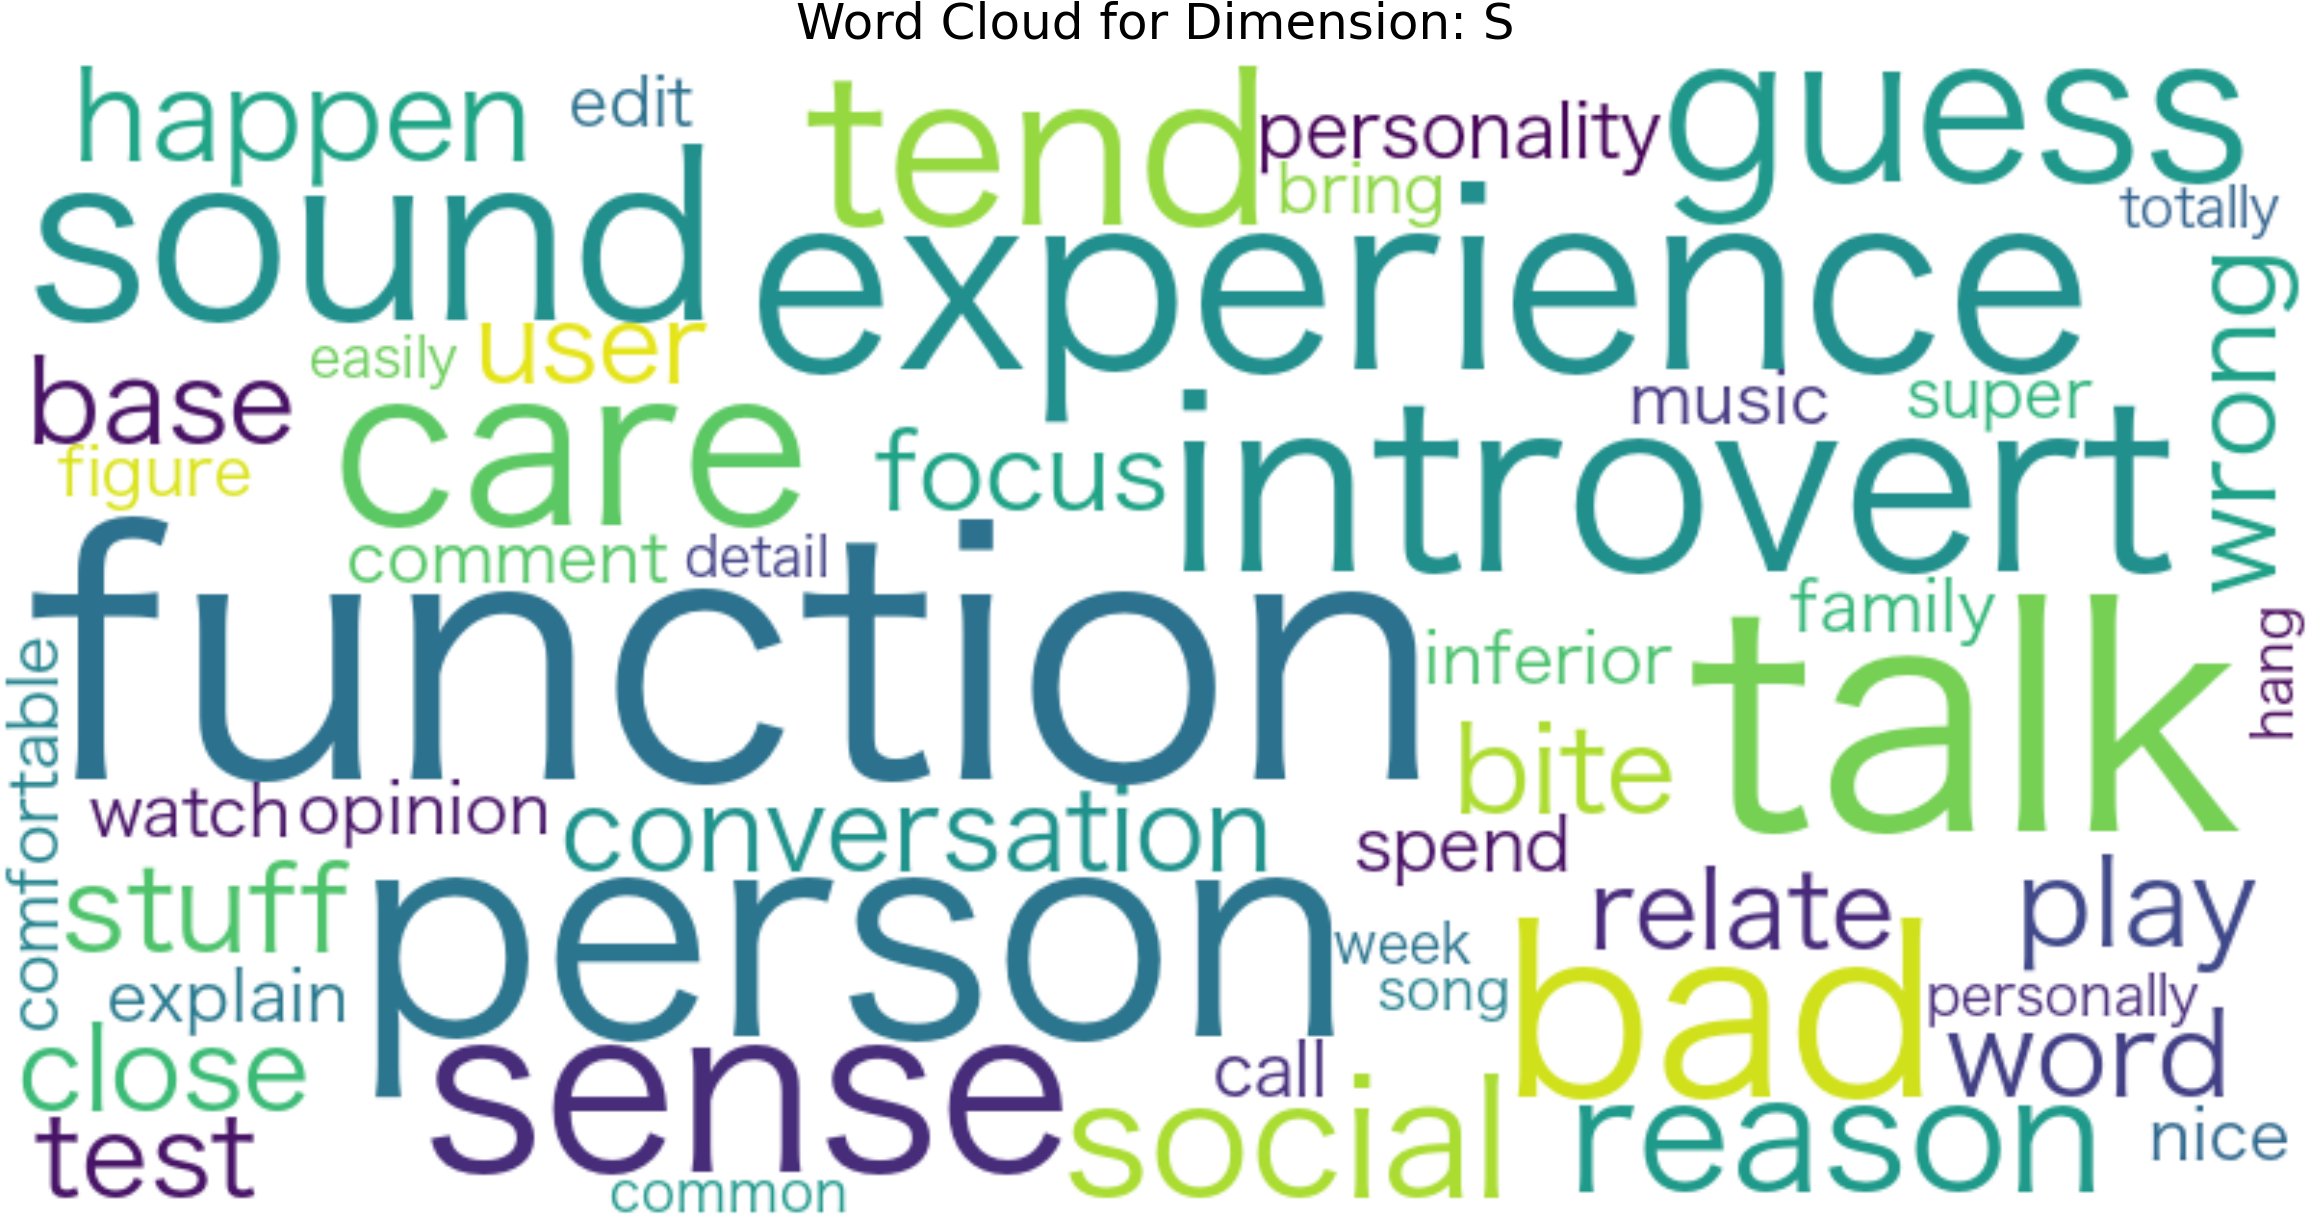 Word Cloud for Dimension: S
happen
edit
tend
personality
guess
bring
totally
sound
experience
wrong
easily
user
base
care
music
super
figure
focus
introvert
comment
detail
function
family
inferior
talk
hang
comfortable
bite
watch
opinion
conversation
spend
stuff
person
relate
play
week
song
bad
explain
personally
close
sense
call
word
test
social
reason
nice
common